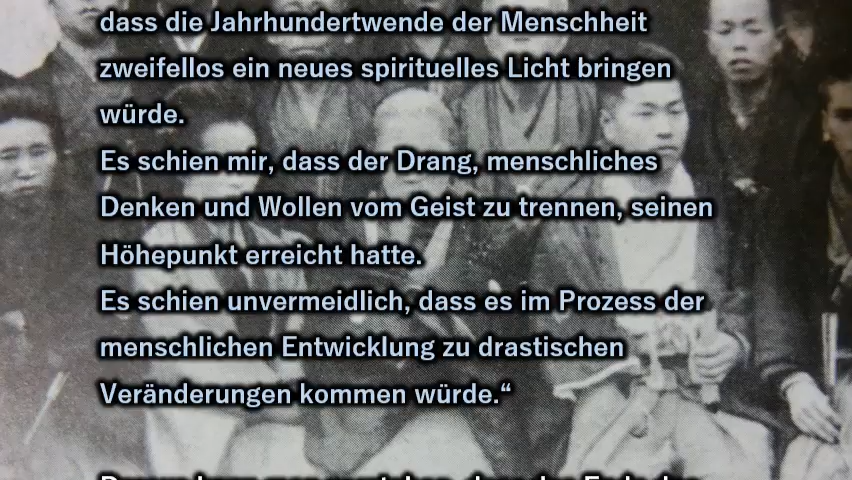 dass die Jahrhundertwende der Menschheit
zweifellos ein neues spirituelles Licht bringen
würde.
Es schien mir, dass der Drang, menschliches
Denken und Wollen vom Geist zu trennen, seinen
Höhepunkt erreicht hatte.
Es schien unvermeidlich, dass es im Prozess der
menschlichen Entwicklung zu drastischen
Veränderungen kommen würde.“